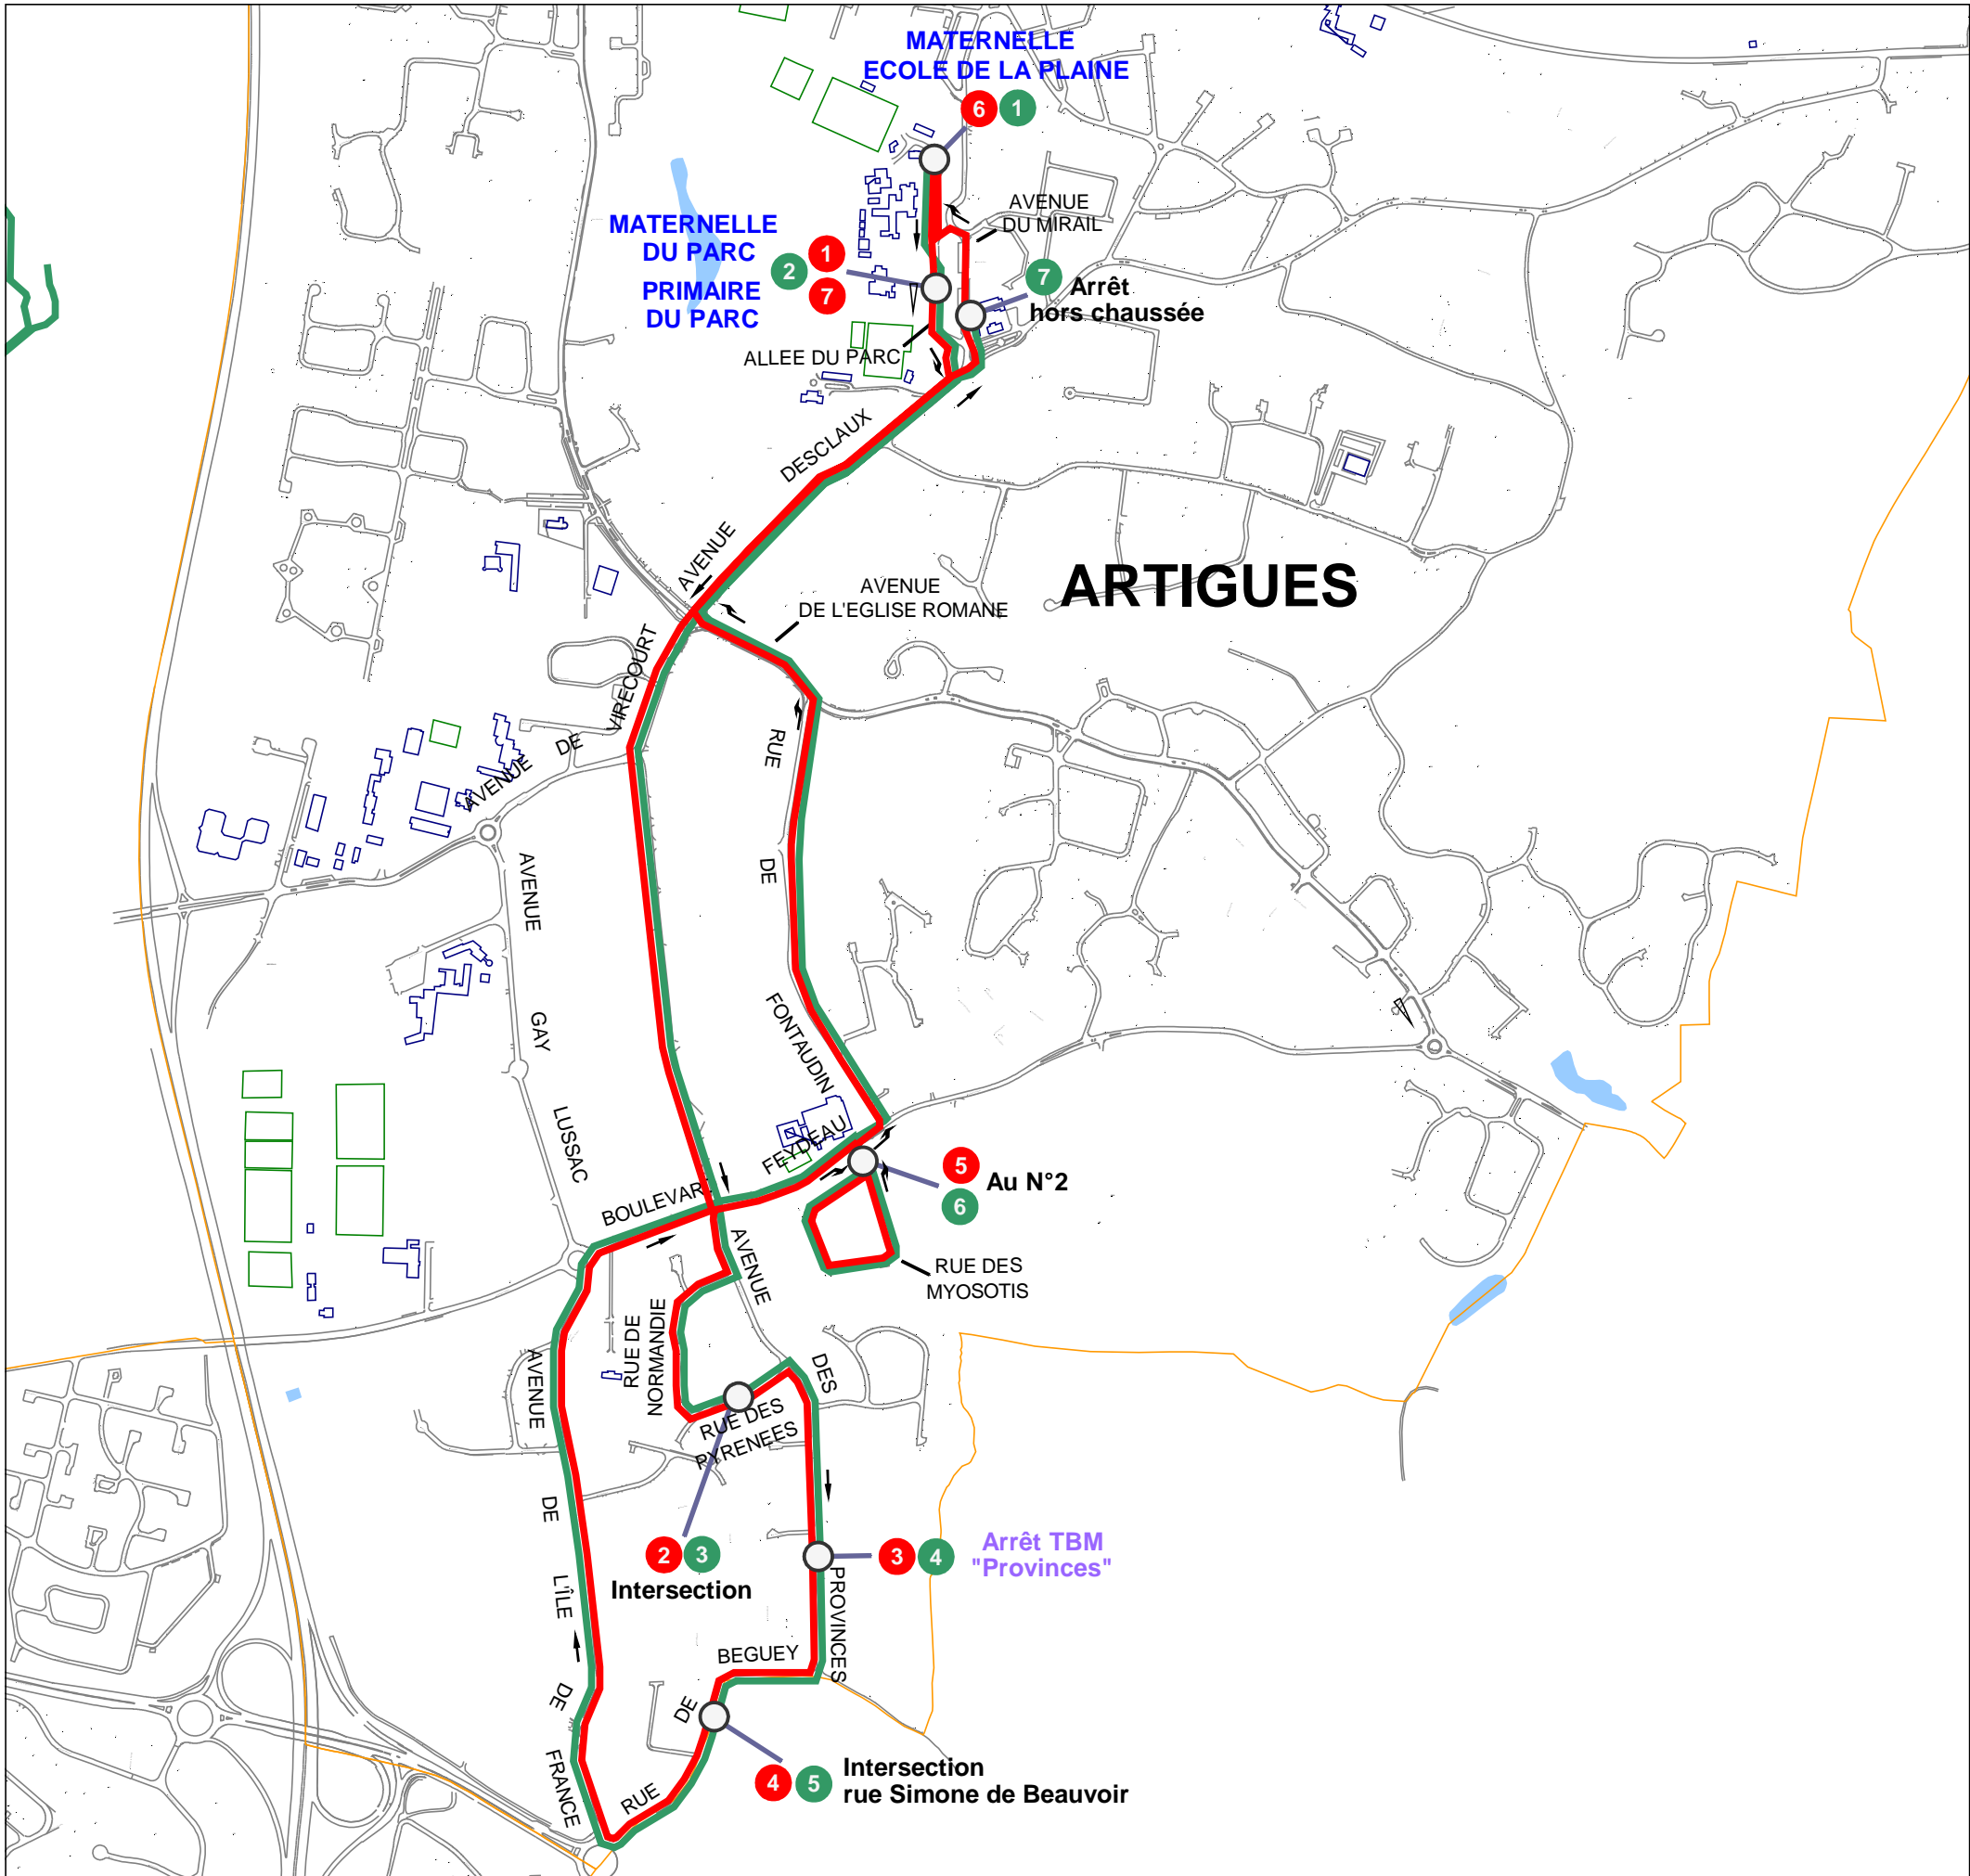 MATERNELLE
ECOLE DE LA PLAINE
6 1
AVENUE
DU MIRAIL
MATERNELLE
DU PARC
1
2
7
PRIMAIRE
DU PARC
7
Arrêt
hors chaussée
ALLEE DU PARC
DESCLAUX
AVENUE
AVENUE
DE L'EGLISE ROMANE
ARTIGUES
VIRECOURT
DE
AVENUE
RUE
DE
FONTAUDIN
AVENUE
GAY
LUSSAC
FEYDEAU
BOULEVAR
5
6
Au N°2
AVENUE
DES
PROVINCES
RUE DES
MYOSOTIS
RUE DE
NORMANDIE
RUE DES
PYRENEES
AVENUE
DE
L'ÎLE
DE
FRANCE
2 3
Intersection
3 4
Arrêt TBM
"Provinces"
BEGUEY
DE
RUE
4 5
Intersection
rue Simone de Beauvoir